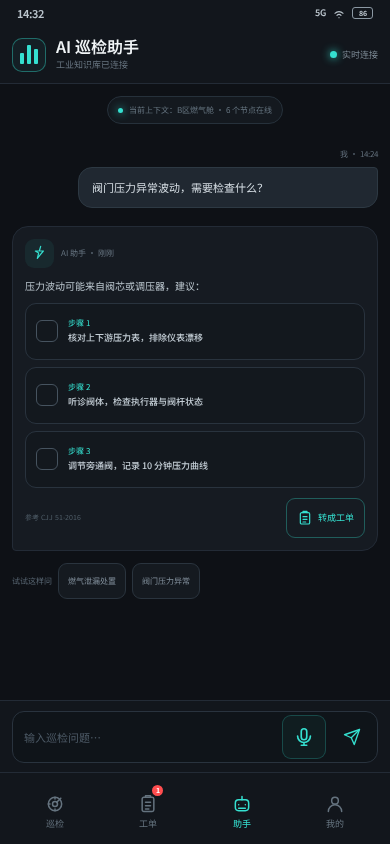 14:32
5G
86
AI 巡检助手
工业知识库已连接
实时连接
当前上下文: B区燃气舱 · 6 个节点在线
我 · 14:24
阀门压力异常波动，需要检查什么？
AI 助手 · 刚刚
压力波动可能来自阀芯或调压器，建议：
步骤 1
核对上下游压力表，排除仪表漂移
步骤 2
听诊阀体，检查执行器与阀杆状态
步骤 3
调节旁通阀，记录 10 分钟压力曲线
参考 CJJ 51-2016
转成工单
试试这样问
燃气泄漏处置
阀门压力异常
输入巡检问题…
巡检
1
工单
助手
我的